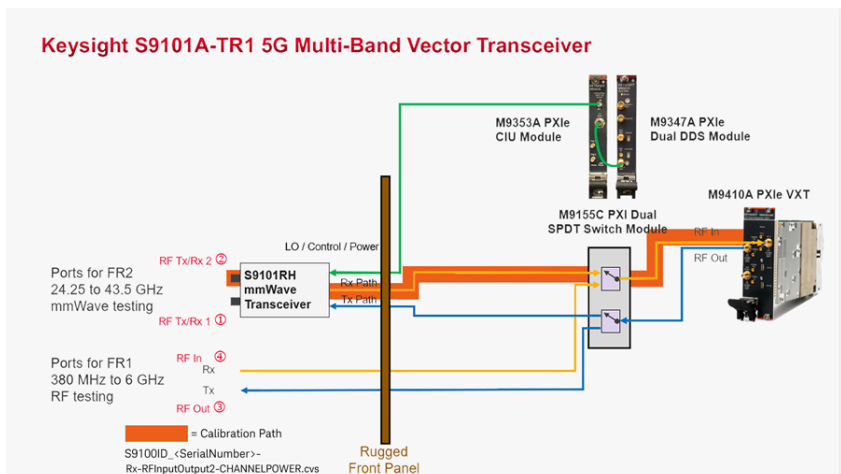 Keysight S9101A-TR1 5G Multi-Band Vector Transceiver
M9353A PXIe
CIU Module
M9347A PXIe
Dual DDS Module
M9410A PXIe VXT
M9155C PXI Dual
SPDT Switch Module
RF In
RF Out
LO / Control / Power
RF Tx/Rx 2 ②
Ports for FR2
24.25 to 43.5 GHz
mmWave testing
S9101RH
mmWave
Transceiver
Rx Path
Tx Path
RF Tx/Rx 1 ①
Ports for FR1
380 MHz to 6 GHz
RF testing
RF In ④
Rx
Tx
RF Out ③
= Calibration Path
S9100ID_<SerialNumber>-
Rx-RFInputOutput2-CHANNELPOWER.cvs
Rugged
Front Panel